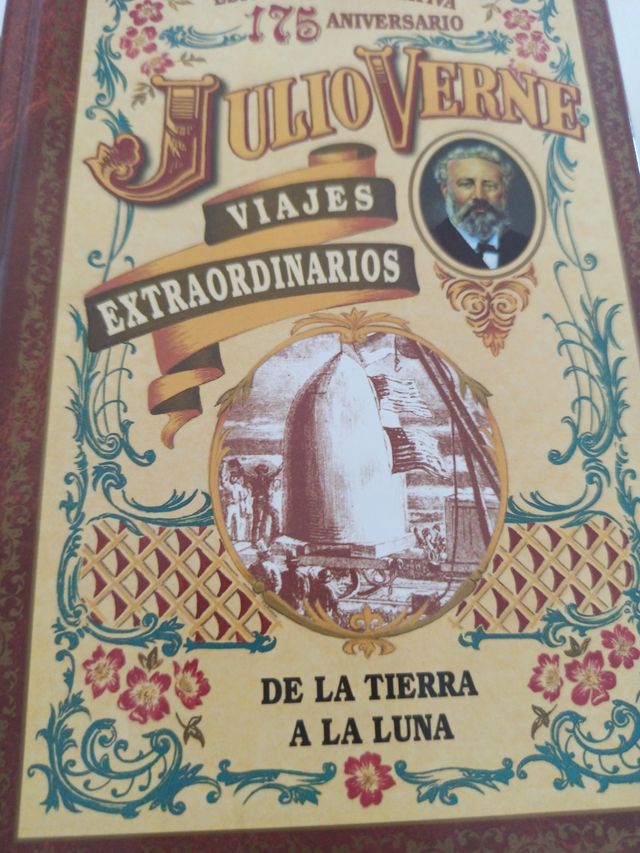 175 ANIVERSARIO
JULIO VERNE
VIAJES
EXTRAORDINARIOS
DE LA TIERRA
A LA LUNA